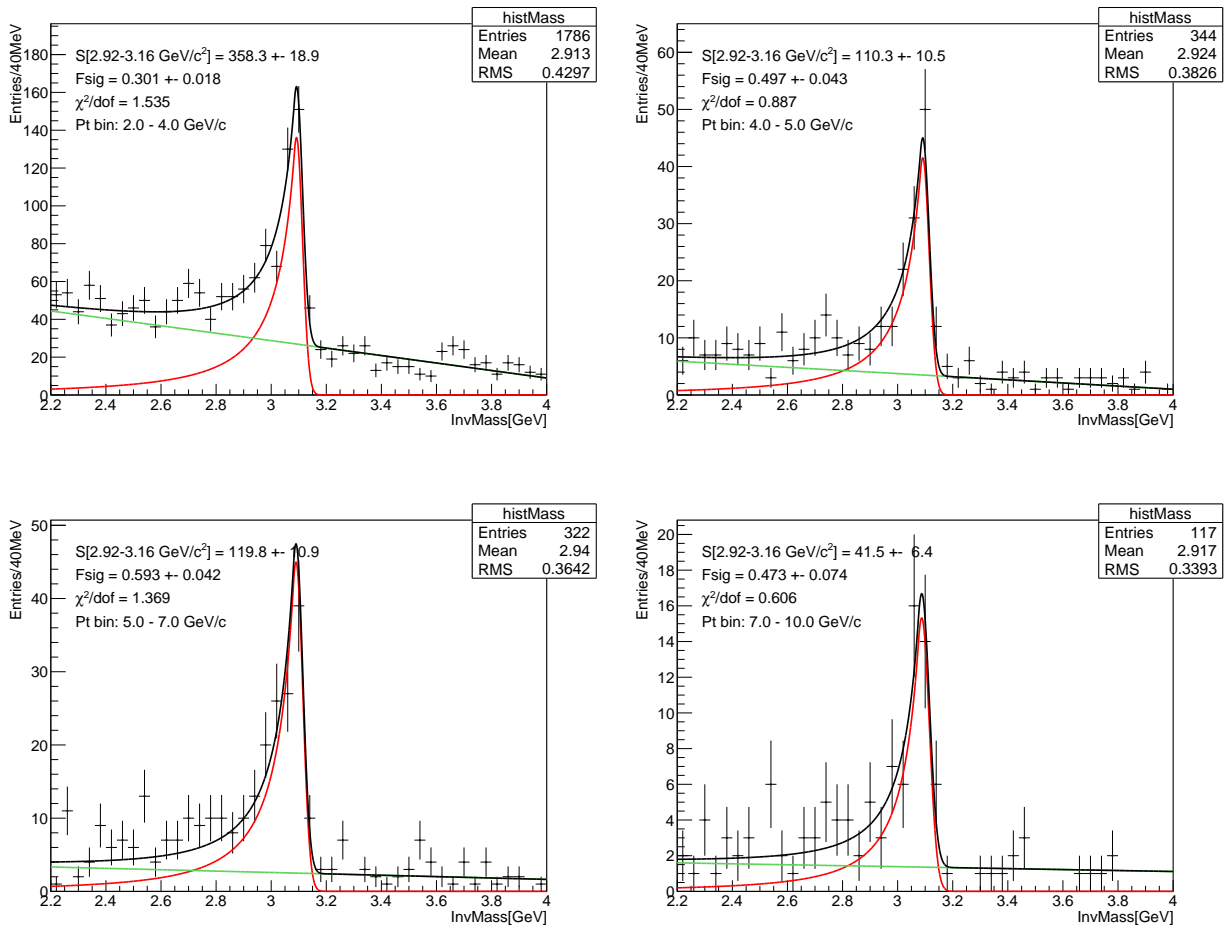 histMass
Entries 1786
Mean 2.913
RMS 0.4297
S[2.92-3.16 GeV/c²] = 358.3 +- 18.9
Fsig = 0.301 +- 0.018
χ²/dof = 1.535
Pt bin: 2.0 - 4.0 GeV/c
Entries/40MeV
180
160
140
120
100
80
60
40
20
0
2.2 2.4 2.6 2.8 3 3.2 3.4 3.6 3.8 4
InvMass[GeV]
histMass
Entries 344
Mean 2.924
RMS 0.3826
S[2.92-3.16 GeV/c²] = 110.3 +- 10.5
Fsig = 0.497 +- 0.043
χ²/dof = 0.887
Pt bin: 4.0 - 5.0 GeV/c
Entries/40MeV
60
50
40
30
20
10
0
2.2 2.4 2.6 2.8 3 3.2 3.4 3.6 3.8 4
InvMass[GeV]
histMass
Entries 322
Mean 2.94
RMS 0.3642
S[2.92-3.16 GeV/c²] = 119.8 +- 10.9
Fsig = 0.593 +- 0.042
χ²/dof = 1.369
Pt bin: 5.0 - 7.0 GeV/c
Entries/40MeV
50
40
30
20
10
0
2.2 2.4 2.6 2.8 3 3.2 3.4 3.6 3.8 4
InvMass[GeV]
histMass
Entries 117
Mean 2.917
RMS 0.3393
S[2.92-3.16 GeV/c²] = 41.5 +- 6.4
Fsig = 0.473 +- 0.074
χ²/dof = 0.606
Pt bin: 7.0 - 10.0 GeV/c
Entries/40MeV
20
18
16
14
12
10
8
6
4
2
0
2.2 2.4 2.6 2.8 3 3.2 3.4 3.6 3.8 4
InvMass[GeV]